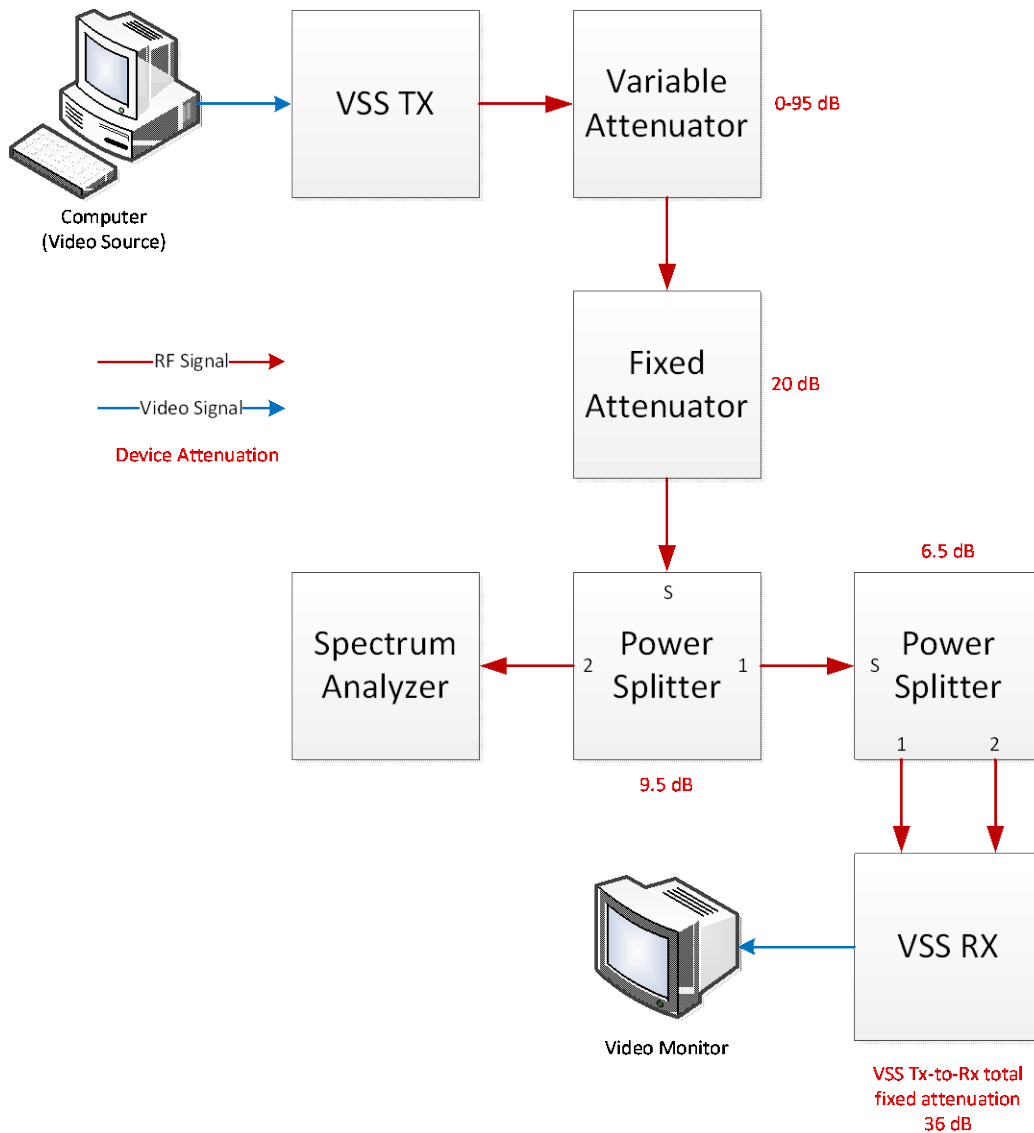 VSS TX
Variable
Attenuator
0-95 dB
Computer
(Video Source)
RF Signal
Video Signal
Device Attenuation
Fixed
Attenuator
20 dB
6.5 dB
Spectrum
Analyzer
S
2
Power
Splitter
1
S
Power
Splitter
1
2
9.5 dB
VSS RX
Video Monitor
VSS Tx-to-Rx total
fixed attenuation
36 dB